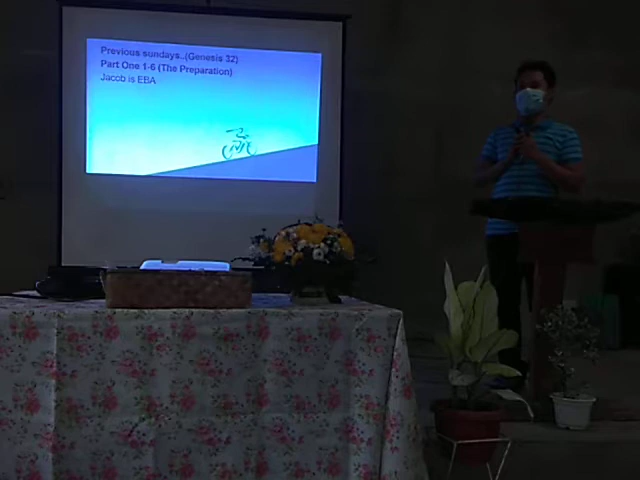 Previous sundays..(Genesis 32)
Part One 1-6 (The Preparation)
Jacob is EBA